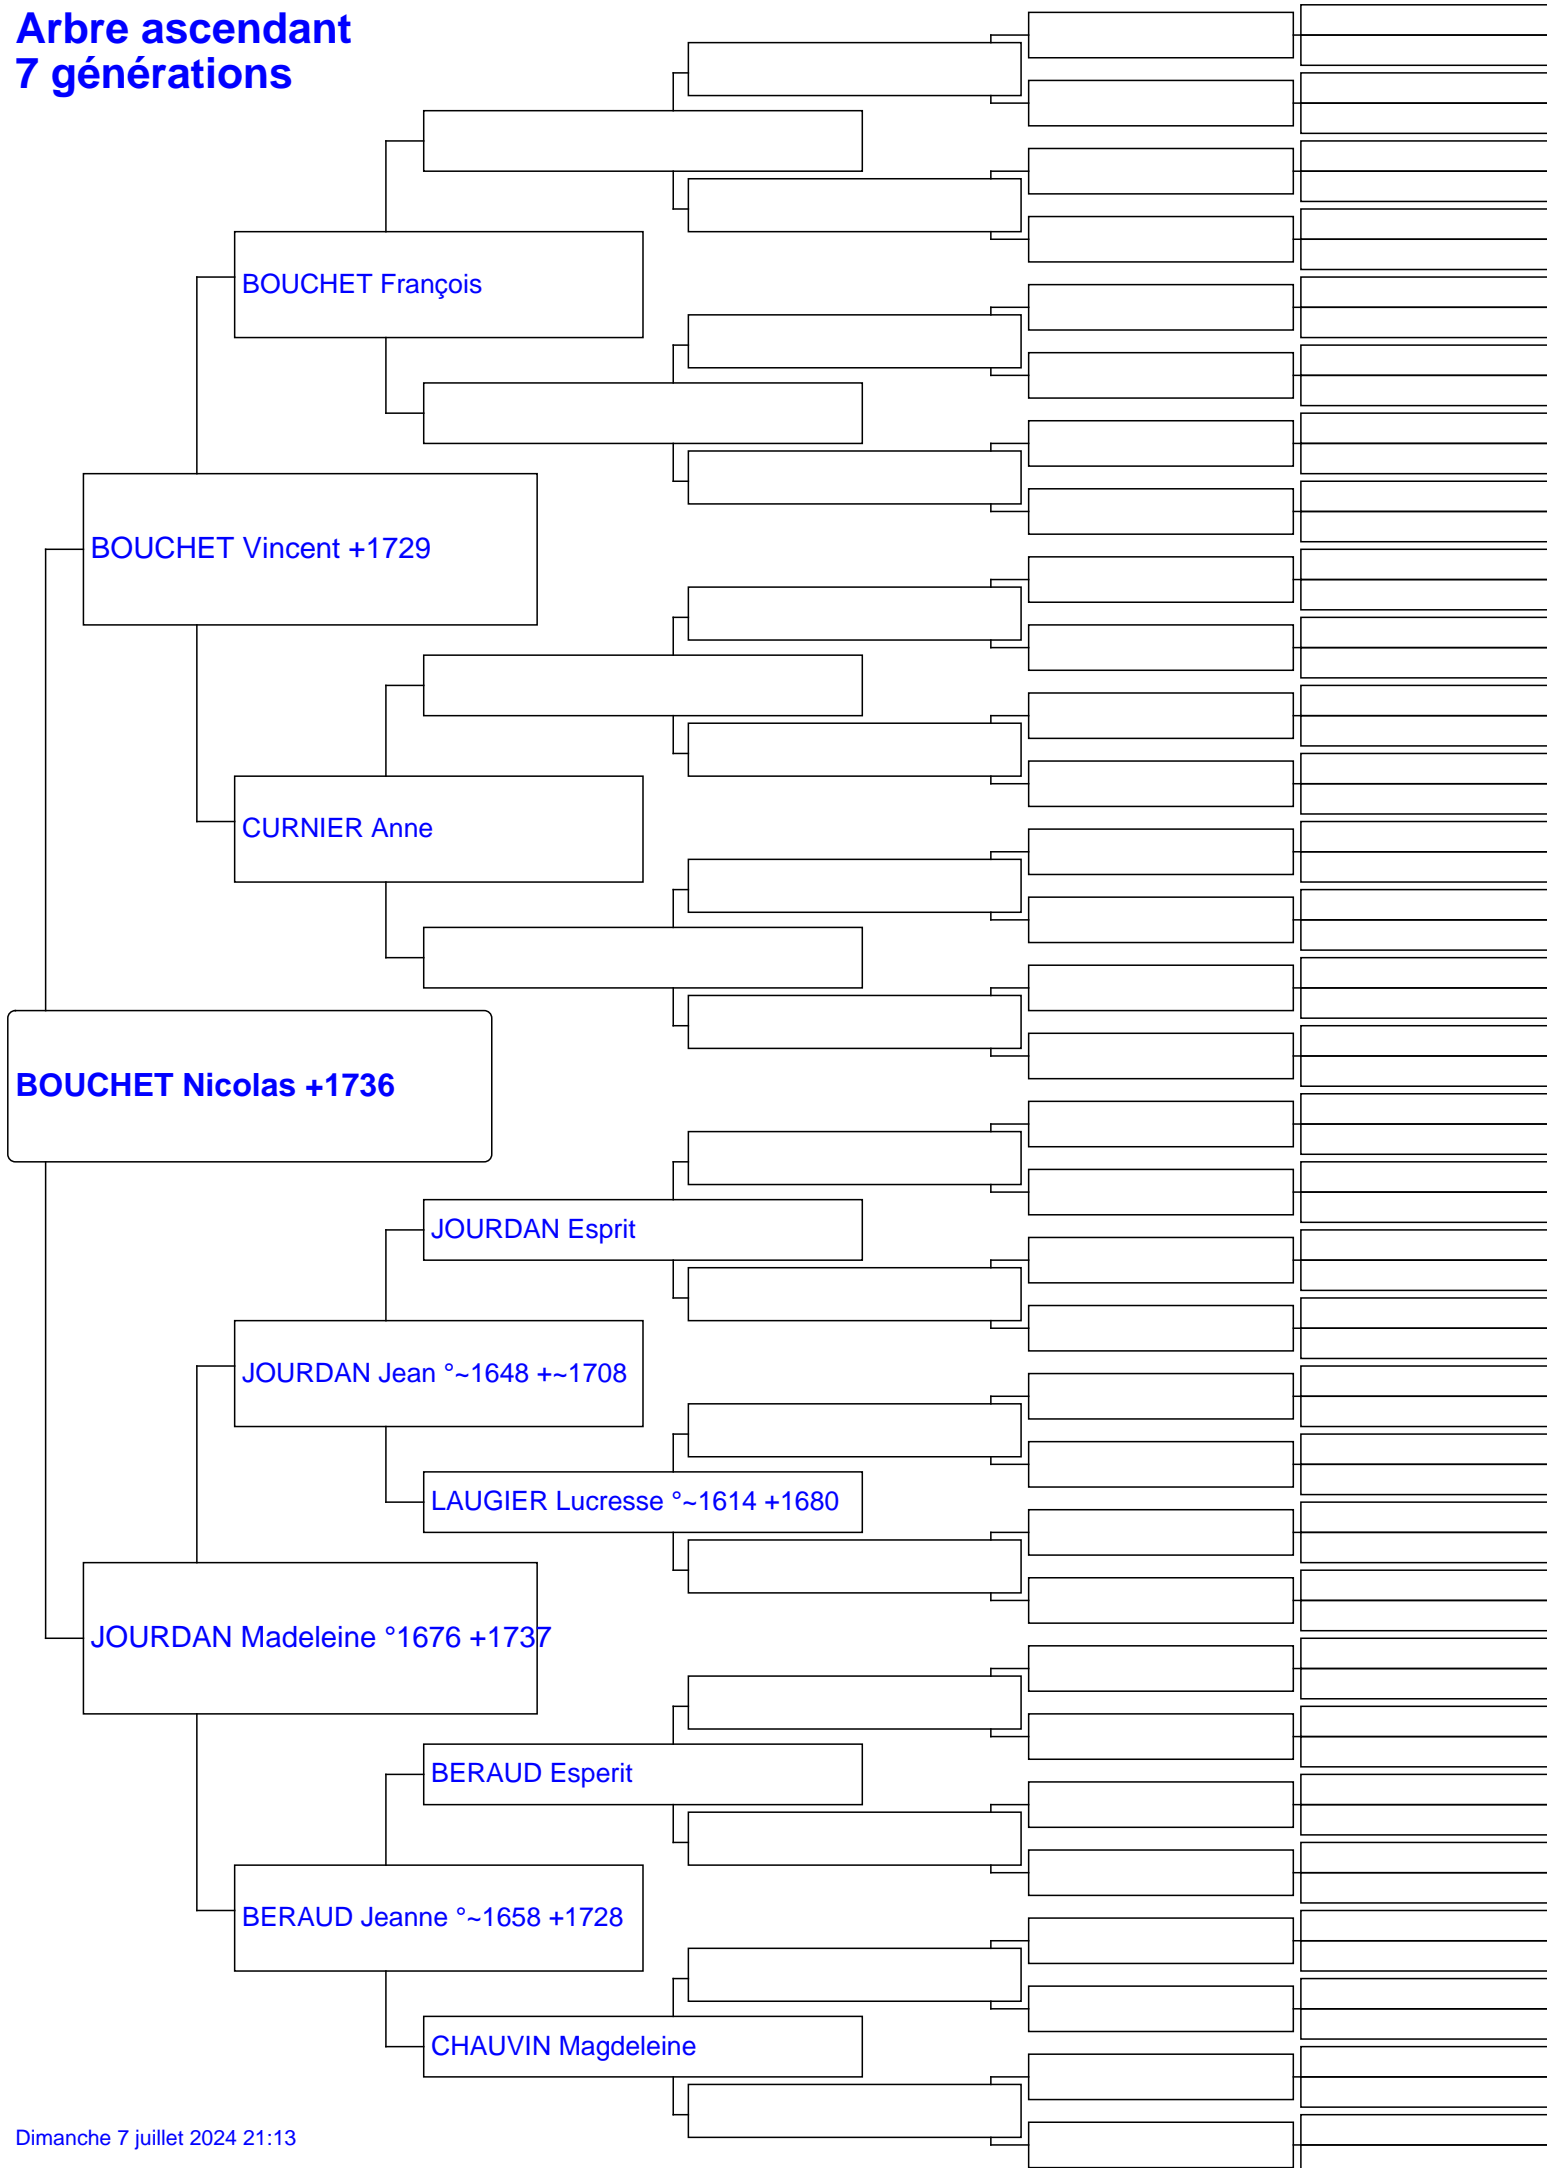 Arbre ascendant
7 générations
BOUCHET François
BOUCHET Vincent +1729
CURNIER Anne
BOUCHET Nicolas +1736
JOURDAN Esprit
JOURDAN Jean °~1648 +~1708
LAUGIER Lucresse °~1614 +1680
JOURDAN Madeleine °1676 +1737
BERAUD Esperit
BERAUD Jeanne °~1658 +1728
CHAUVIN Magdeleine
Dimanche 7 juillet 2024 21:13